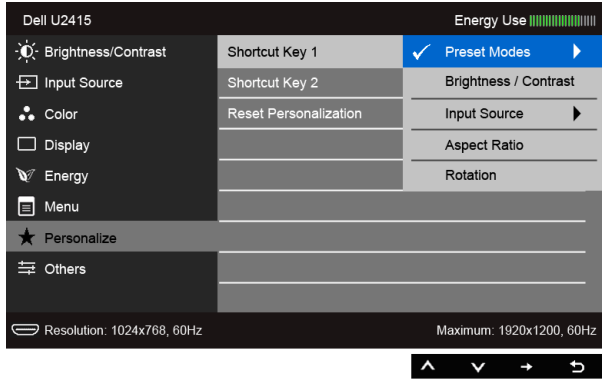 Dell U2415
Energy Use
Brightness/Contrast
Shortcut Key 1
Preset Modes
Input Source
Shortcut Key 2
Brightness / Contrast
Color
Reset Personalization
Input Source
Display
Aspect Ratio
Energy
Rotation
Menu
Personalize
Others
Resolution: 1024x768, 60Hz
Maximum: 1920x1200, 60Hz